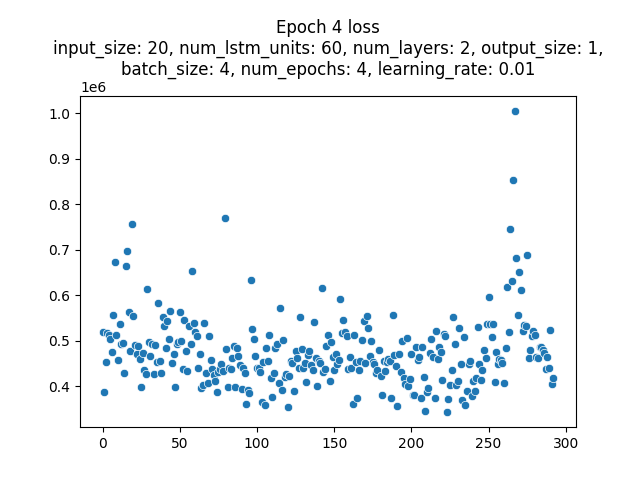 Epoch 4 loss
input_size: 20, num_lstm_units: 60, num_layers: 2, output_size: 1,
batch_size: 4, num_epochs: 4, learning_rate: 0.01
1e6
1.0
0.9
0.8
0.7
0.6
0.5
0.4
0 50 100 150 200 250 300